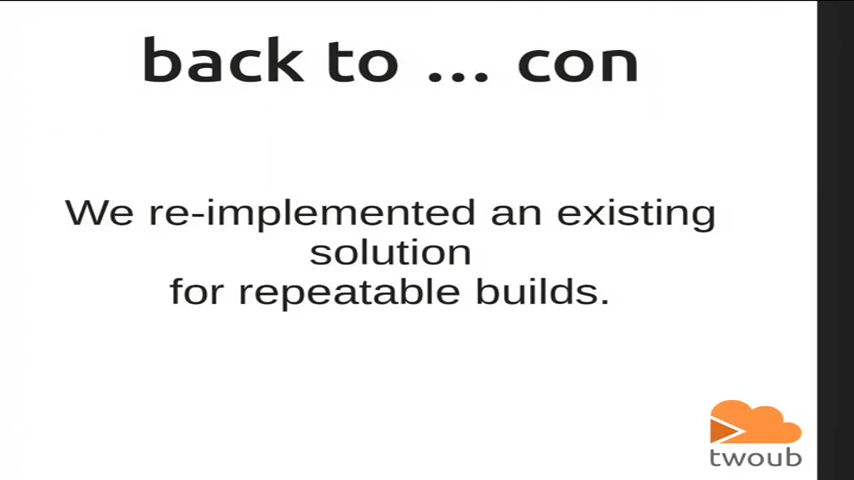 back to ... con
We re-implemented an existing
solution
for repeatable builds.
twoub